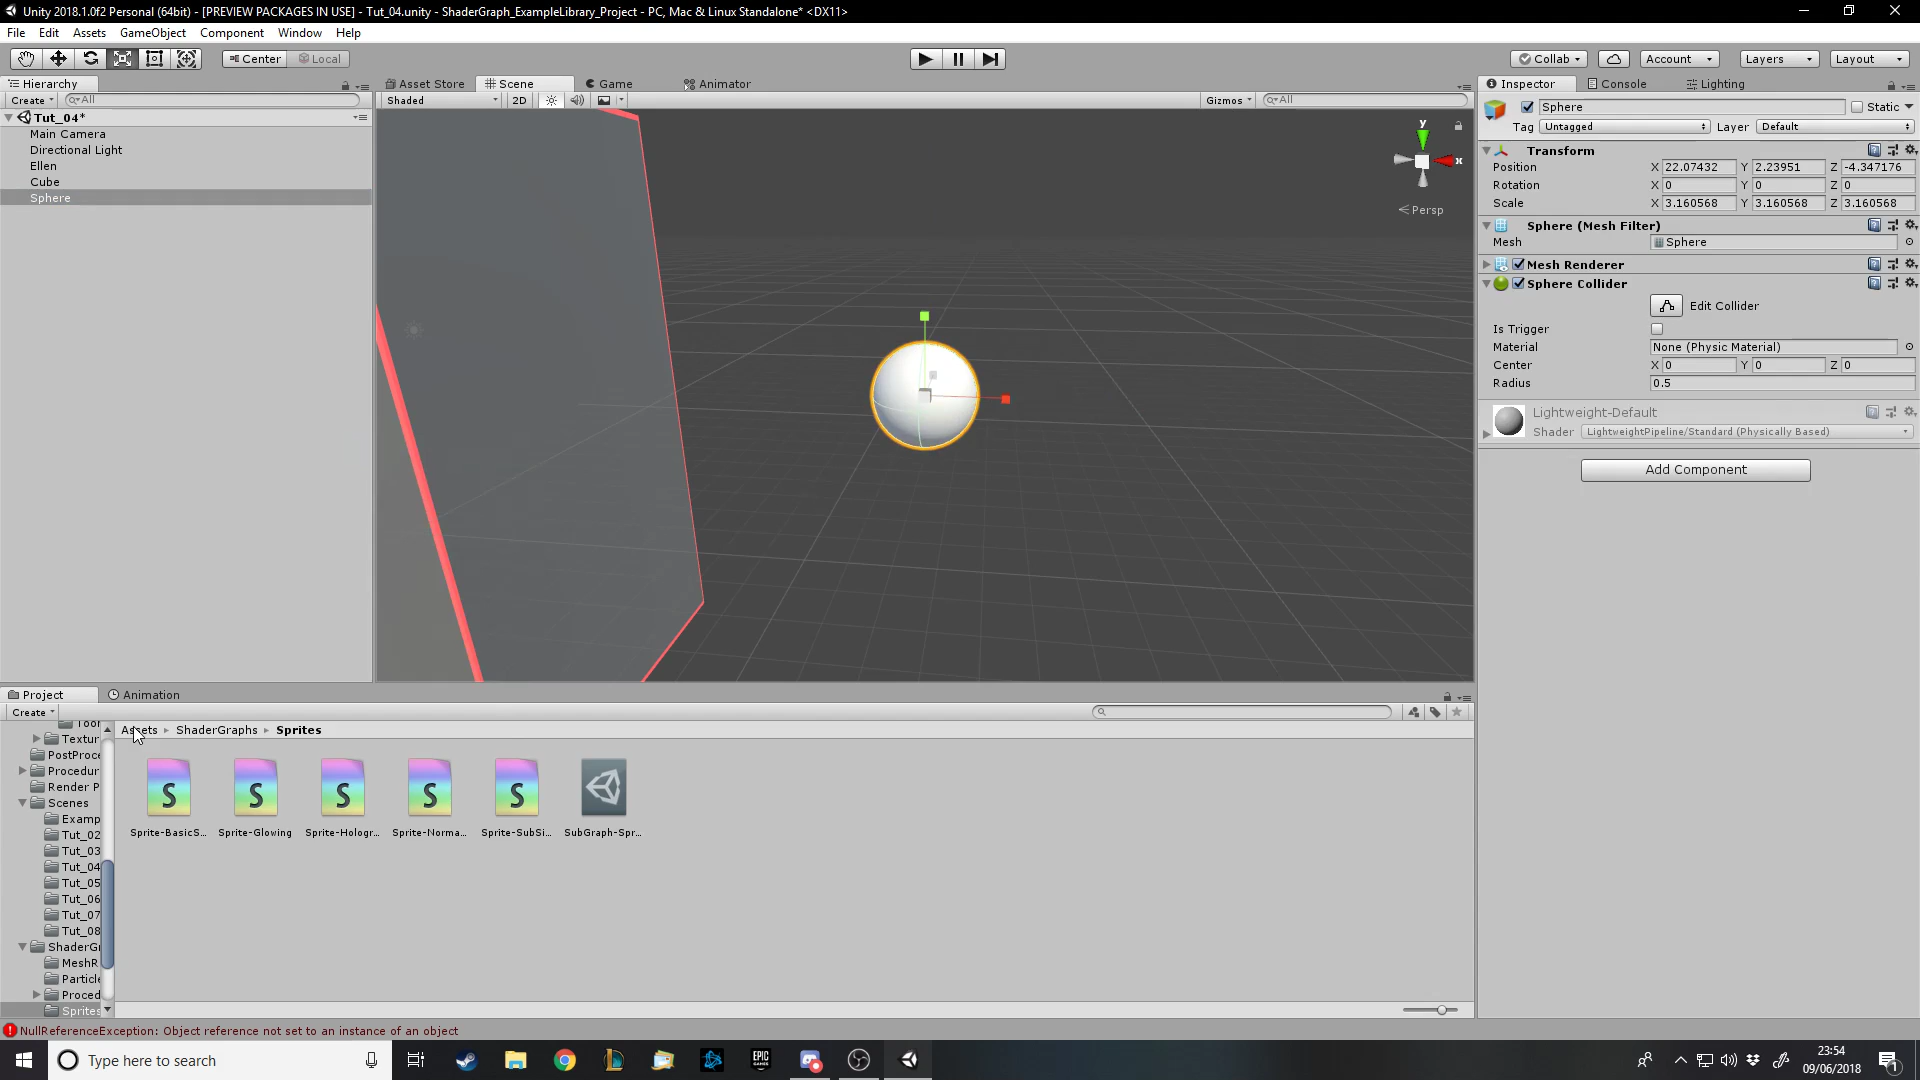 Unity 2018.1.0f2 Personal (64bit) - [PREVIEW PACKAGES IN USE] - Tut_04.unity - ShaderGraph_ExampleLibrary_Project - PC, Mac & Linux Standalone* <DX11>
File Edit Assets GameObject Component Window Help
Center Local Collab Account Layers Layout
Hierarchy Asset Store Scene Game Animator Inspector Console Lighting
Create All Shaded 2D Gizmos All Sphere Static
Tut_04*
Tag Untagged Layer Default
Main Camera
Directional Light
Ellen
Cube
Sphere
y
x
Persp
Transform
Position X 22.07432 Y 2.23951 Z -4.347176
Rotation X 0 Y 0 Z 0
Scale X 3.160568 Y 3.160568 Z 3.160568
Sphere (Mesh Filter)
Mesh Sphere
Mesh Renderer
Sphere Collider
Edit Collider
Is Trigger
Material None (Physic Material)
Center X 0 Y 0 Z 0
Radius 0.5
Lightweight-Default
Shader LightweightPipeline/Standard (Physically Based)
Add Component
Project Animation
Create
Assets ShaderGraphs Sprites
Textur
PostProce
Procedur
Render P
Scenes
Examp
Tut_02
Tut_03
Tut_04
Tut_05
Tut_06
Tut_07
Tut_08
ShaderGr
MeshR
Particle
Proced
Sprites
S S S S S
Sprite-BasicS... Sprite-Glowing Sprite-Hologr... Sprite-Norma... Sprite-SubSi... SubGraph-Spr...
NullReferenceException: Object reference not set to an instance of an object
Type here to search
EPIC GAMES
23:54
09/06/2018
1